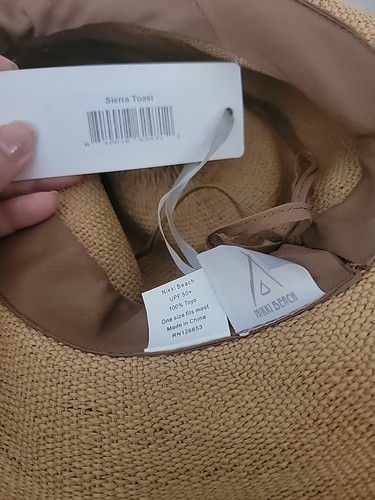 Sierra Toast
Nikki Beach
UPF 50+
100% Toyo
One size fits most
Made in China
RN126853
NIKKI BEACH